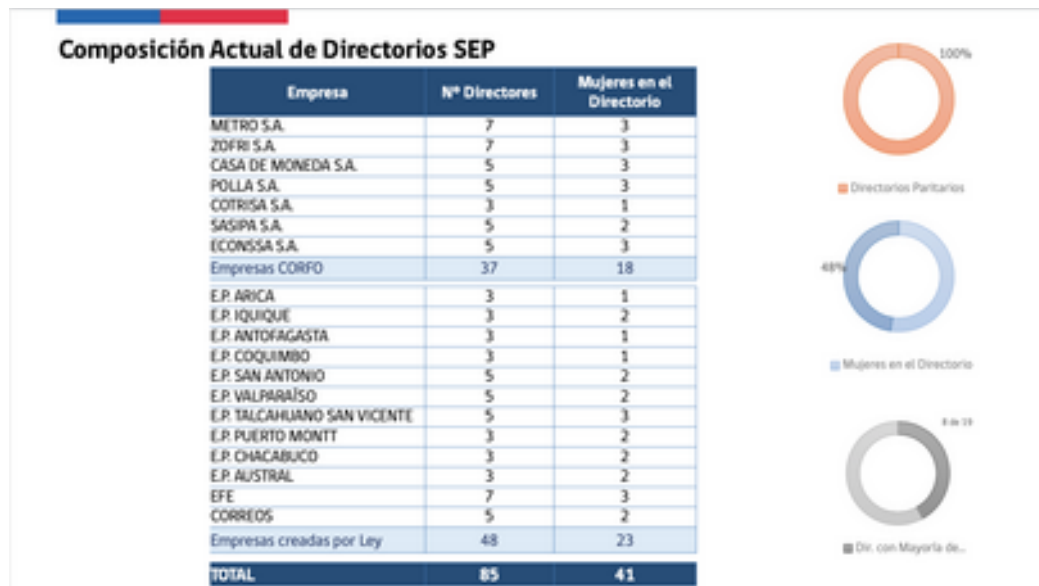 Composición Actual de Directorios SEP
Empresa Nº Directores Mujeres en el Directorio
METRO S.A. 7 3
ZOFRI S.A. 7 3
CASA DE MONEDA S.A. 5 3
POLLA S.A. 5 3
COTRISA S.A. 3 1
SASIPA S.A. 5 2
ECONSSA S.A. 5 3
Empresas CORFO 37 18
E.P. ARICA 3 1
E.P. IQUIQUE 3 2
E.P. ANTOFAGASTA 3 1
E.P. COQUIMBO 3 1
E.P. SAN ANTONIO 5 2
E.P. VALPARAÍSO 5 2
E.P. TALCAHUANO SAN VICENTE 5 3
E.P. PUERTO MONTT 3 2
E.P. CHACABUCO 3 2
E.P. AUSTRAL 3 2
EFE 7 3
CORREOS 5 2
Empresas creadas por Ley 48 23
TOTAL 85 41
100%
Directorios Paritarios
48%
Mujeres en el Directorio
8 de 19
Dir. con Mayoría de...